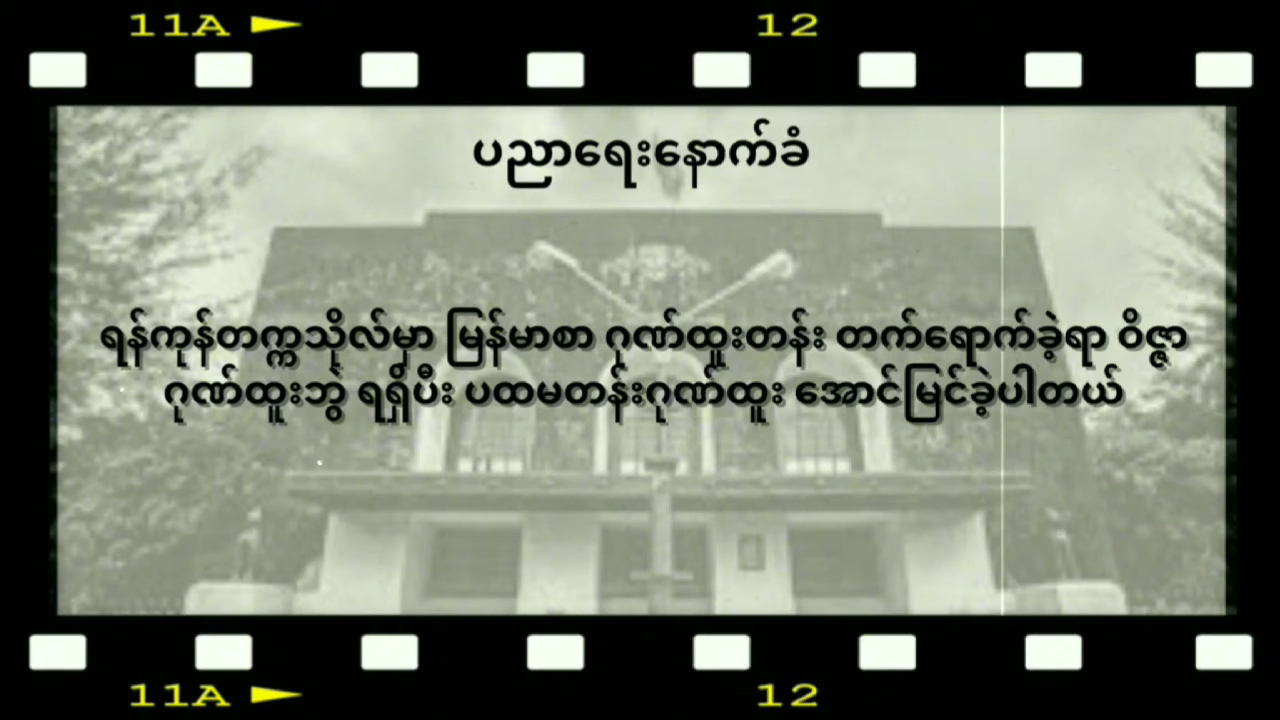 11A 12
ပညာရေးနောက်ခံ
ရန်ကုန်တက္ကသိုလ်မှာ မြန်မာစာ ဂုဏ်ထူးတန်း တက်ရောက်ခဲ့ရာ ဝိဇ္ဇာ
ဂုဏ်ထူးဘွဲ့ ရရှိပီး ပထမတန်းဂုဏ်ထူး အောင်မြင်ခဲ့ပါတယ်
11A 12